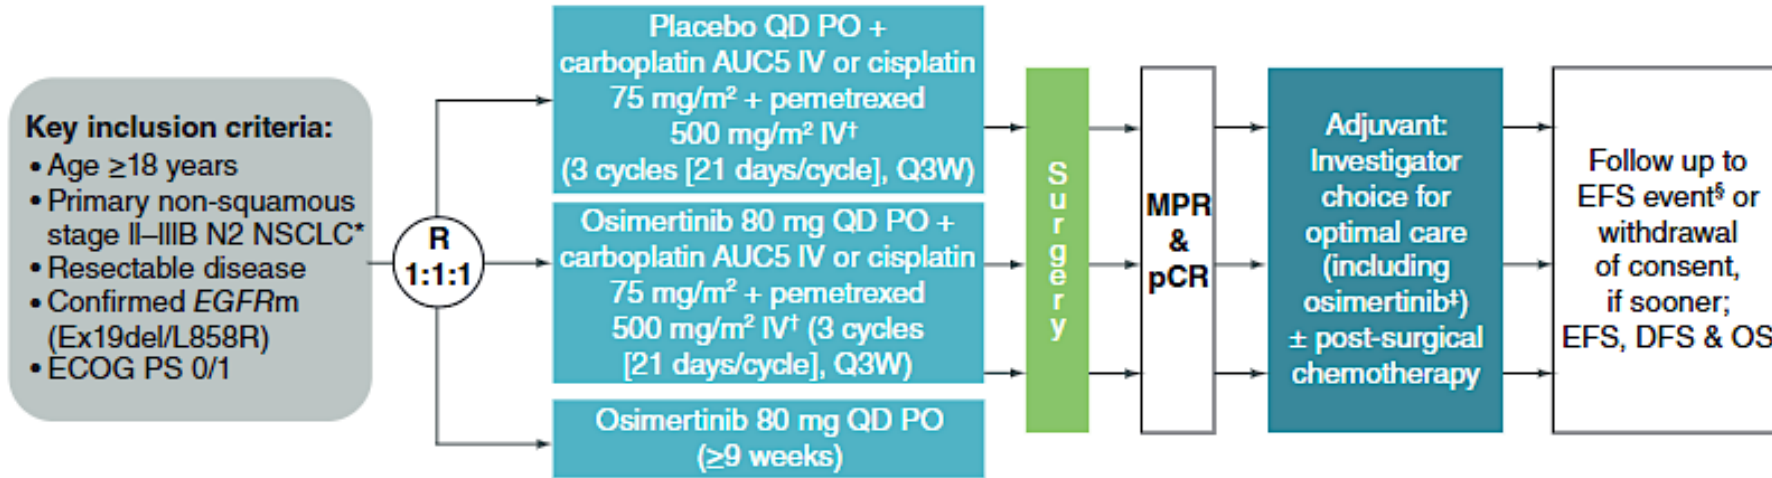 Key inclusion criteria:
• Age ≥18 years
• Primary non-squamous
stage II–IIIB N2 NSCLC*
• Resectable disease
• Confirmed EGFRm
(Ex19del/L858R)
• ECOG PS 0/1
R
1:1:1
Placebo QD PO +
carboplatin AUC5 IV or cisplatin
75 mg/m² + pemetrexed
500 mg/m² IV†
(3 cycles [21 days/cycle], Q3W)
Osimertinib 80 mg QD PO +
carboplatin AUC5 IV or cisplatin
75 mg/m² + pemetrexed
500 mg/m² IV† (3 cycles
[21 days/cycle], Q3W)
Osimertinib 80 mg QD PO
(≥9 weeks)
Surgery
MPR
&
pCR
Adjuvant:
Investigator
choice for
optimal care
(including
osimertinib‡)
± post-surgical
chemotherapy
Follow up to
EFS event§ or
withdrawal
of consent,
if sooner;
EFS, DFS & OS